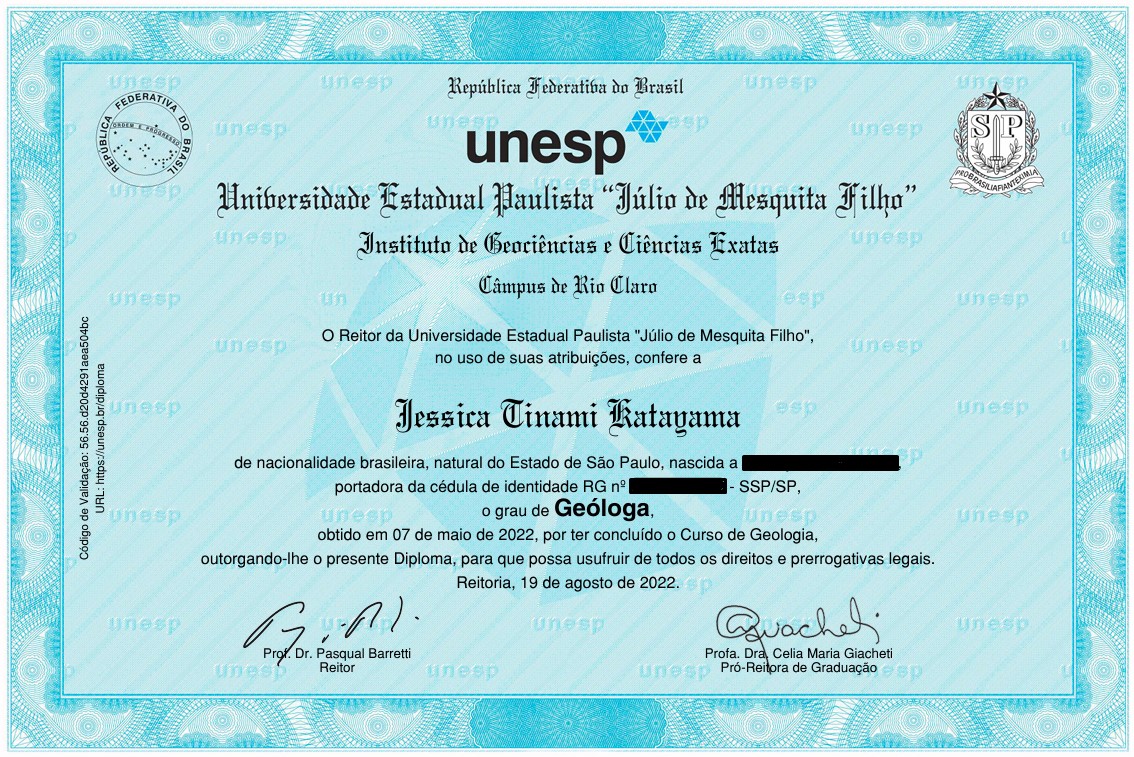 República Federativa do Brasil
REPÚBLICA FEDERATIVA DO BRASIL
ORDEM E PROGRESSO
unesp
SP
PRO BRASILIA FIANT EXIMIA
Universidade Estadual Paulista “Júlio de Mesquita Filho”
Instituto de Geociências e Ciências Exatas
Câmpus de Rio Claro
O Reitor da Universidade Estadual Paulista "Júlio de Mesquita Filho",
no uso de suas atribuições, confere a
Jessica Tinami Katayama
de nacionalidade brasileira, natural do Estado de São Paulo, nascida a
portadora da cédula de identidade RG nº - SSP/SP,
o grau de Geóloga,
obtido em 07 de maio de 2022, por ter concluído o Curso de Geologia,
outorgando-lhe o presente Diploma, para que possa usufruir de todos os direitos e prerrogativas legais.
Reitoria, 19 de agosto de 2022.
Prof. Dr. Pasqual Barretti
Reitor
Profa. Dra. Celia Maria Giacheti
Pró-Reitora de Graduação
Código de Validação: 56.56.d20d4291aea504bc
URL: https://unesp.br/diploma